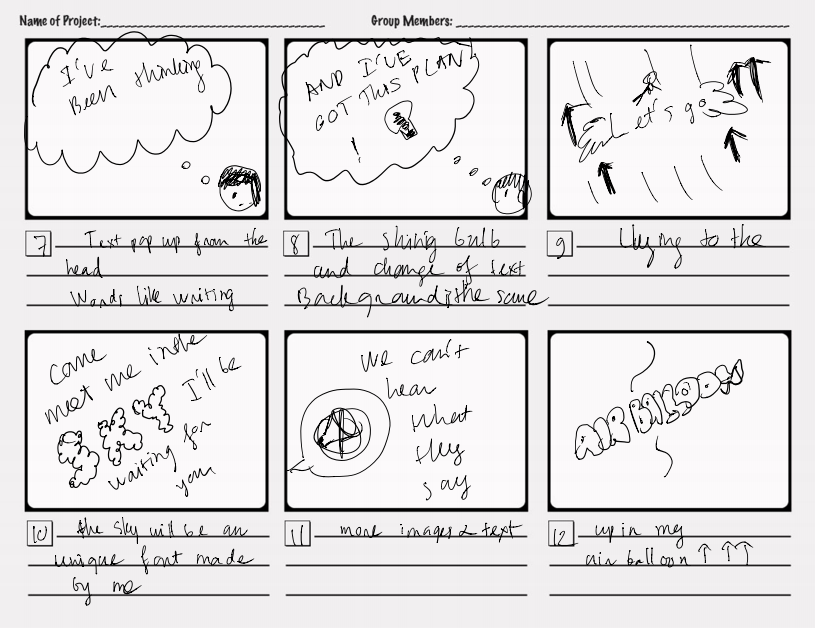 Name of Project:
Group Members:
I've
Been thinking
AND I'VE
GOT THIS PLAN!
!
Let's go
7 Text pop up from the
head
Words like writing
8 The shining bulb
and change of text
Background is the same
9 to the
come
meet me in the
I'll be
waiting for
you
we can't
hear
what
they
say
AIR BALLOON
10 the sky will be an
unique font made
by me
11 more images & text
12 up in my
air balloon ↑ ↑↑